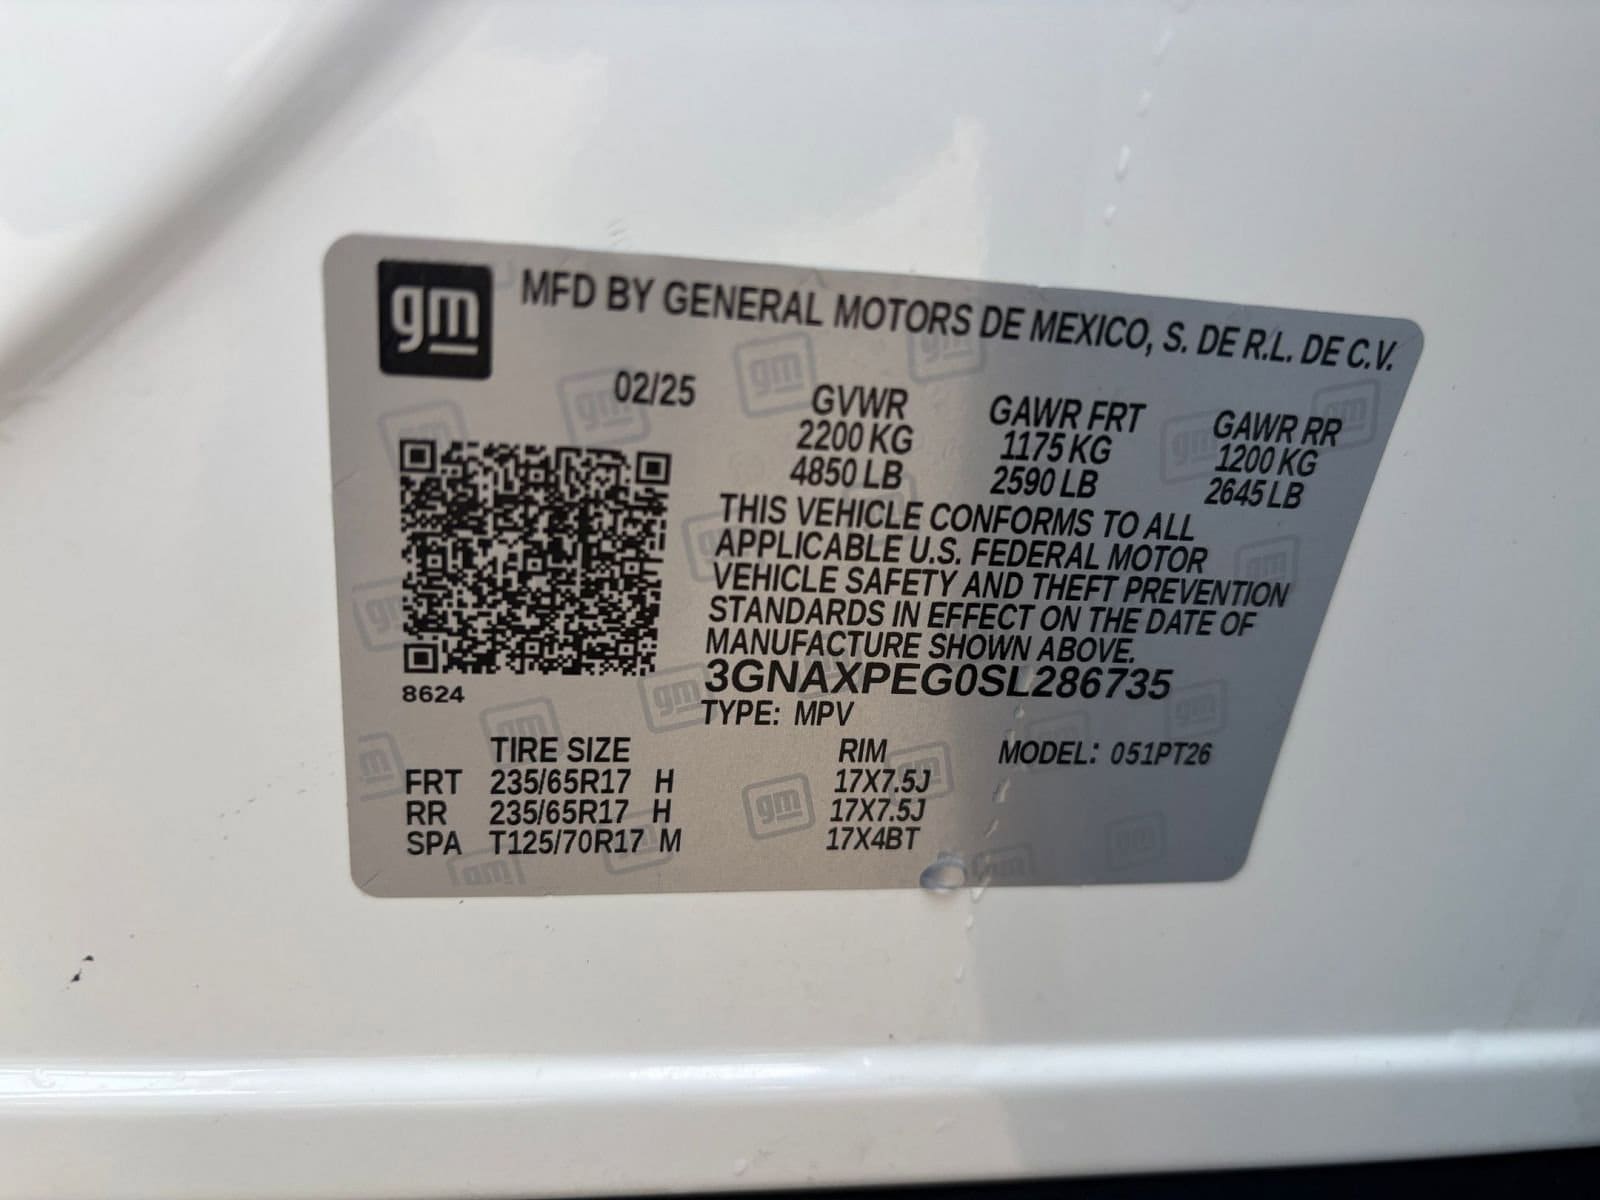 gm MFD BY GENERAL MOTORS DE MEXICO, S. DE R.L. DE C.V.
02/25
GVWR GAWR FRT GAWR RR
2200 KG 1175 KG 1200 KG
4850 LB 2590 LB 2645 LB
THIS VEHICLE CONFORMS TO ALL
APPLICABLE U.S. FEDERAL MOTOR
VEHICLE SAFETY AND THEFT PREVENTION
STANDARDS IN EFFECT ON THE DATE OF
MANUFACTURE SHOWN ABOVE.
3GNAXPEG0SL286735
8624
TYPE: MPV
TIRE SIZE RIM MODEL: 051PT26
FRT 235/65R17 H 17X7.5J
RR 235/65R17 H 17X7.5J
SPA T125/70R17 M 17X4BT